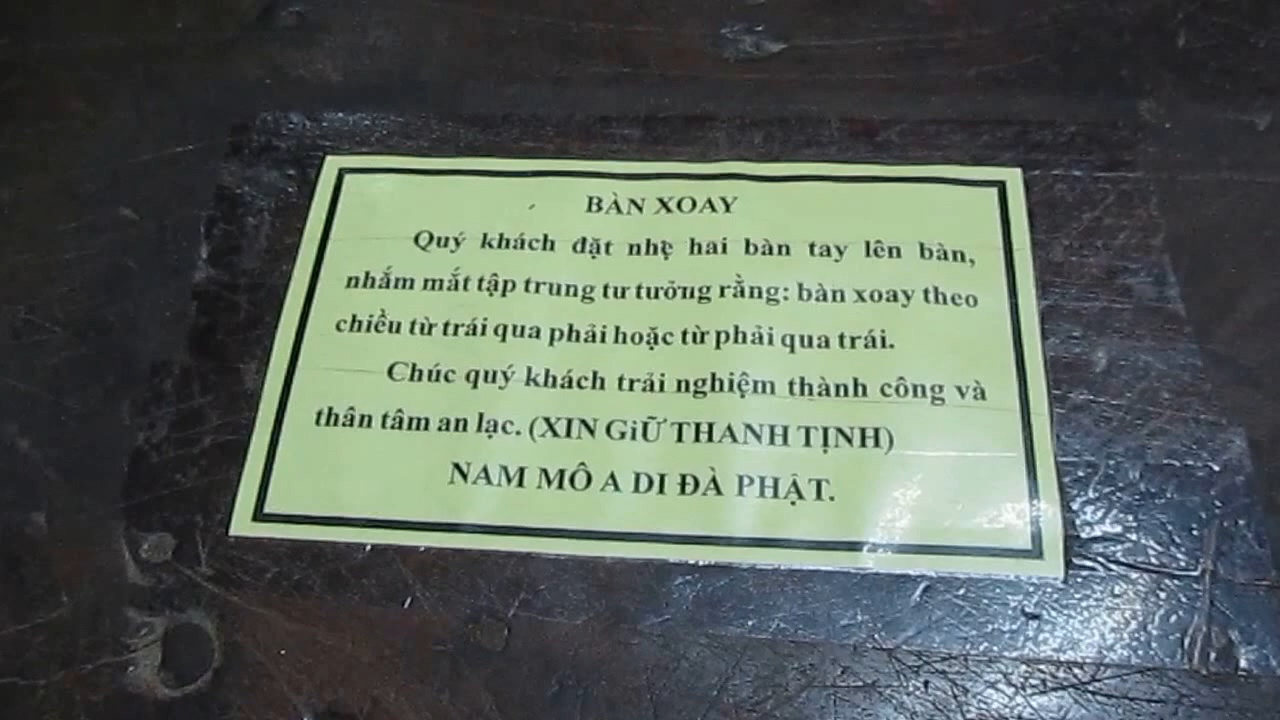 BÀN XOAY
Quý khách đặt nhẹ hai bàn tay lên bàn,
nhắm mắt tập trung tư tưởng rằng: bàn xoay theo
chiều từ trái qua phải hoặc từ phải qua trái.
Chúc quý khách trải nghiệm thành công và
thân tâm an lạc. (XIN GiỮ THANH TỊNH)
NAM MÔ A DI ĐÀ PHẬT.